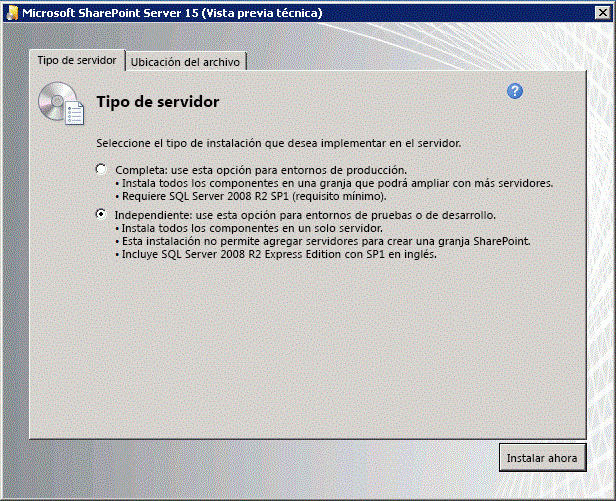 Microsoft SharePoint Server 15 (Vista previa técnica)
Tipo de servidor
Ubicación del archivo
Tipo de servidor
?
Seleccione el tipo de instalación que desea implementar en el servidor.
Completa: use esta opción para entornos de producción.
• Instala todos los componentes en una granja que podrá ampliar con más servidores.
• Requiere SQL Server 2008 R2 SP1 (requisito mínimo).
Independiente: use esta opción para entornos de pruebas o de desarrollo.
• Instala todos los componentes en un solo servidor.
• Esta instalación no permite agregar servidores para crear una granja SharePoint.
• Incluye SQL Server 2008 R2 Express Edition con SP1 en inglés.
Instalar ahora